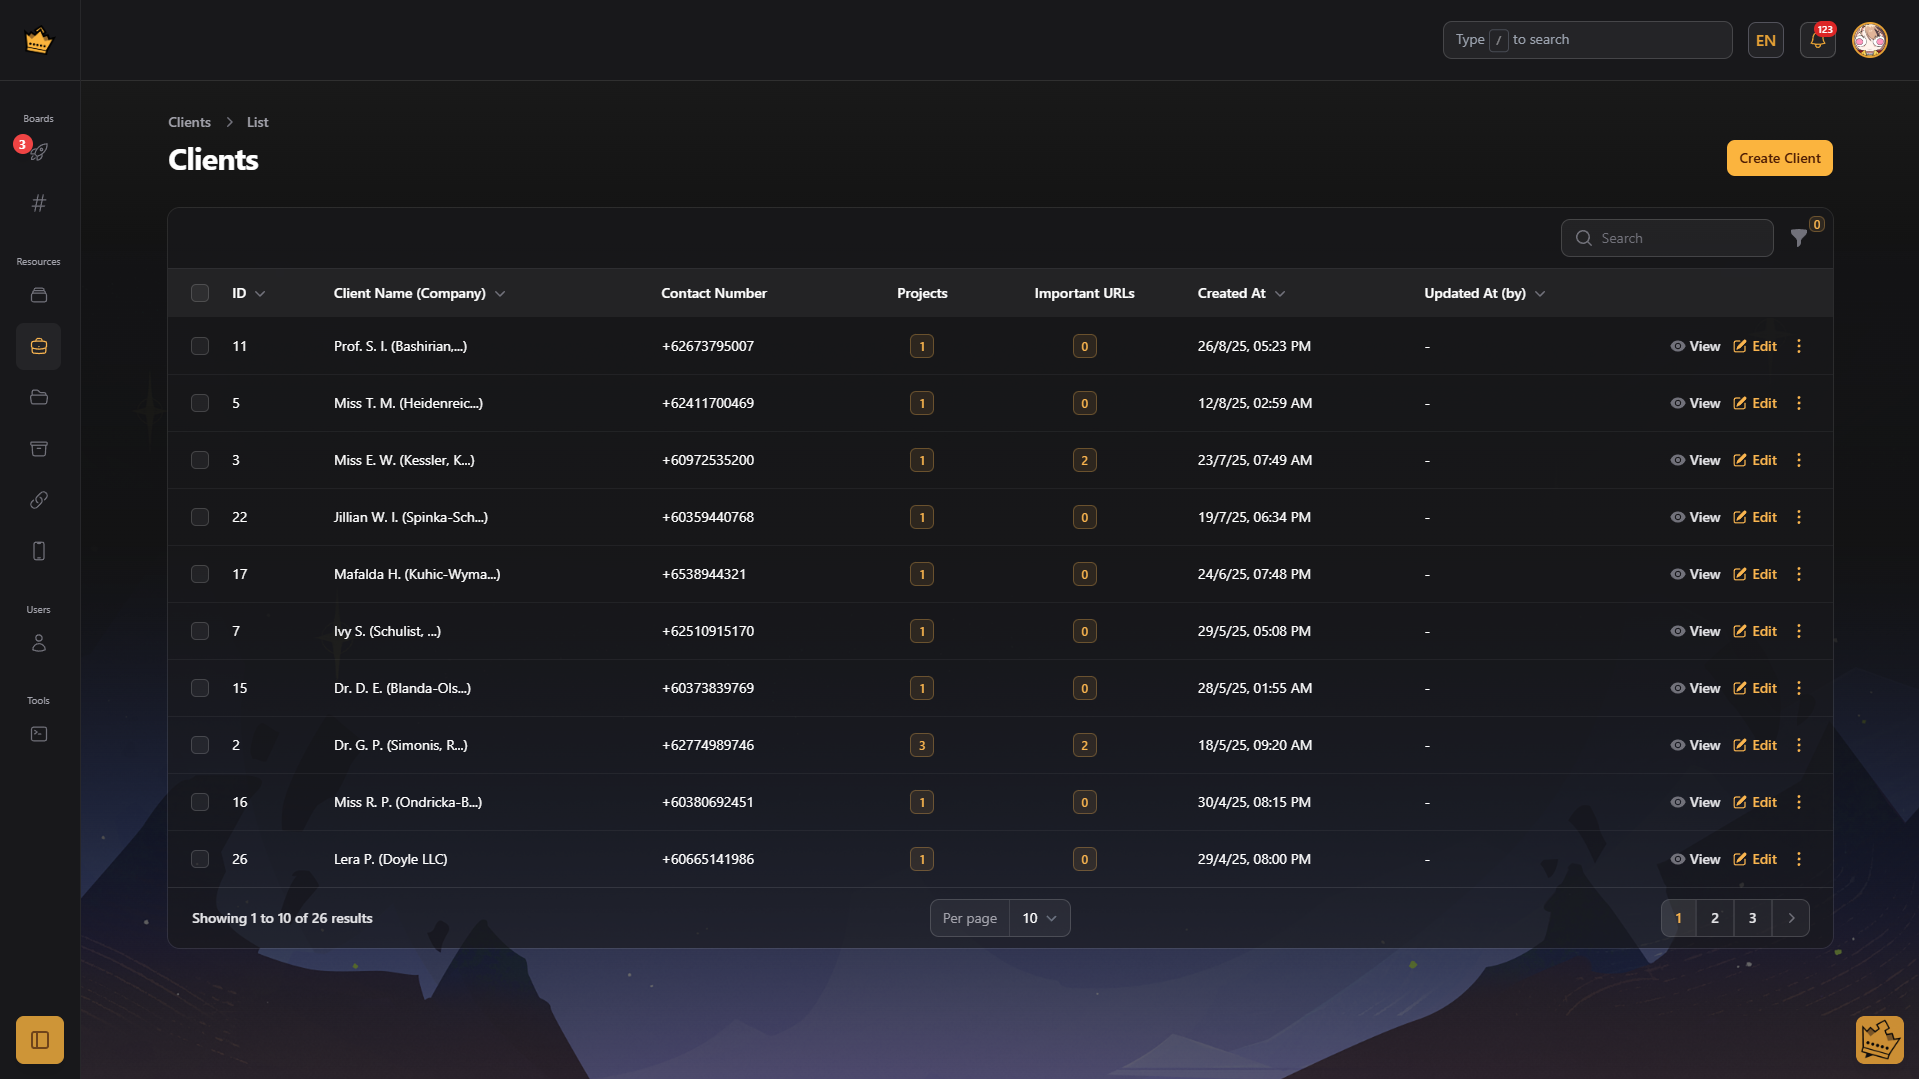 Type / to search
EN
123
Boards
3
Resources
Users
Tools
Clients > List
Clients
Create Client
Search
0
ID Client Name (Company) Contact Number Projects Important URLs Created At Updated At (by)
11 Prof. S. I. (Bashirian,...) +62673795007 1 0 26/8/25, 05:23 PM - View Edit
5 Miss T. M. (Heidenreic...) +62411700469 1 0 12/8/25, 02:59 AM - View Edit
3 Miss E. W. (Kessler, K...) +60972535200 1 2 23/7/25, 07:49 AM - View Edit
22 Jillian W. I. (Spinka-Sch...) +60359440768 1 0 19/7/25, 06:34 PM - View Edit
17 Mafalda H. (Kuhic-Wyma...) +6538944321 1 0 24/6/25, 07:48 PM - View Edit
7 Ivy S. (Schulist, ...) +62510915170 1 0 29/5/25, 05:08 PM - View Edit
15 Dr. D. E. (Blanda-Ols...) +60373839769 1 0 28/5/25, 01:55 AM - View Edit
2 Dr. G. P. (Simonis, R...) +62774989746 3 2 18/5/25, 09:20 AM - View Edit
16 Miss R. P. (Ondricka-B...) +60380692451 1 0 30/4/25, 08:15 PM - View Edit
26 Lera P. (Doyle LLC) +60665141986 1 0 29/4/25, 08:00 PM - View Edit
Showing 1 to 10 of 26 results
Per page 10
1 2 3 >